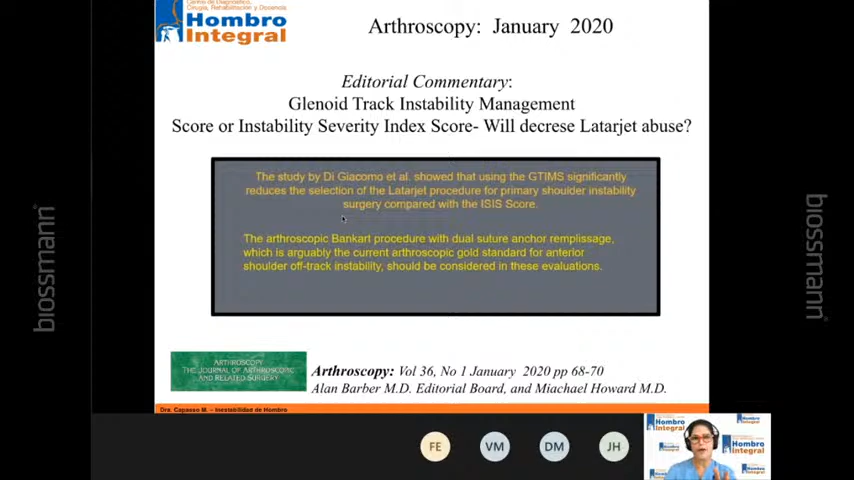 Centro de Diagnóstico,
Cirugía, Rehabilitación y Docencia
Hombro
Integral
Arthroscopy: January 2020
Editorial Commentary:
Glenoid Track Instability Management
Score or Instability Severity Index Score- Will decrese Latarjet abuse?
The study by Di Giacomo et al. showed that using the GTIMS significantly
reduces the selection of the Latarjet procedure for primary shoulder instability
surgery compared with the ISIS Score.
The arthroscopic Bankart procedure with dual suture anchor remplissage,
which is arguably the current arthroscopic gold standard for anterior
shoulder off-track instability, should be considered in these evaluations.
ARTHROSCOPY
THE JOURNAL OF ARTHROSCOPIC
AND RELATED SURGERY
Arthroscopy: Vol 36, No 1 January 2020 pp 68-70
Alan Barber M.D. Editorial Board, and Miachael Howard M.D.
Dra. Capasso M. – Inestabilidad de Hombro
biossmann
biossmann
FE
VM
DM
JH
Hombro
Integral
Hombro
Integral